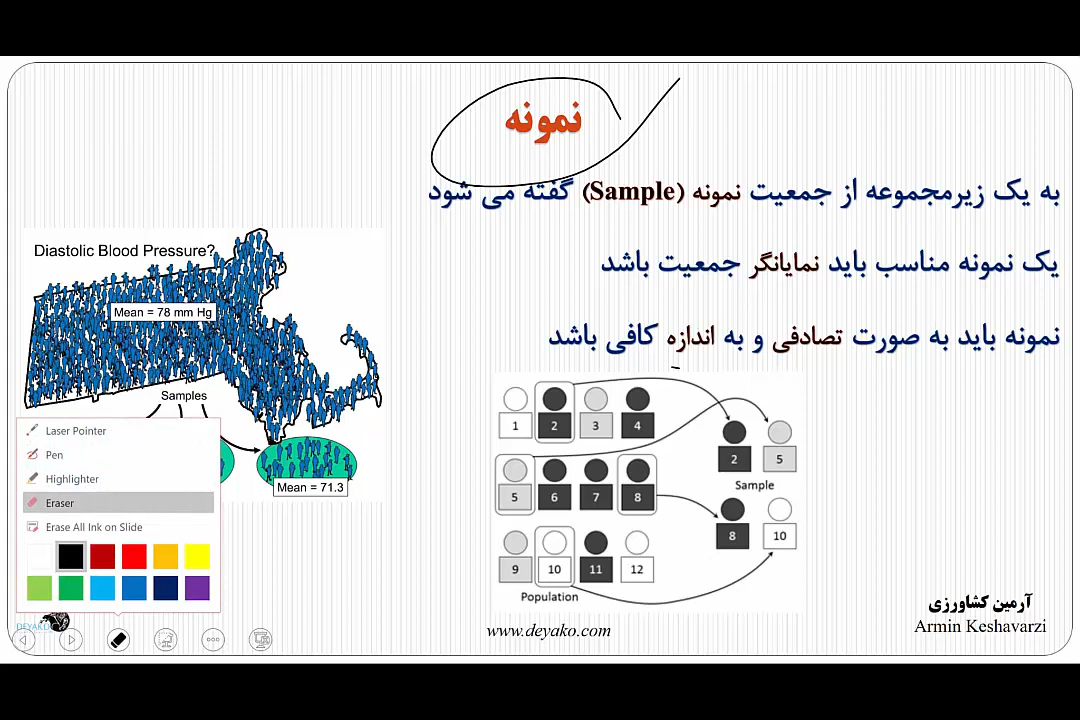 نمونه
به یک زیرمجموعه از جمعیت نمونه (Sample) گفته می شود
یک نمونه مناسب باید نمایانگر جمعیت باشد
نمونه باید به صورت تصادفی و به اندازه کافی باشد
Diastolic Blood Pressure?
Mean = 78 mm Hg
Samples
Mean = 71.3
Laser Pointer
Pen
Highlighter
Eraser
Erase All Ink on Slide
1 2 3 4
5 6 7 8
9 10 11 12
Population
2 5
Sample
8 10
DEYAKO
www.deyako.com
آرمین کشاورزی
Armin Keshavarzi